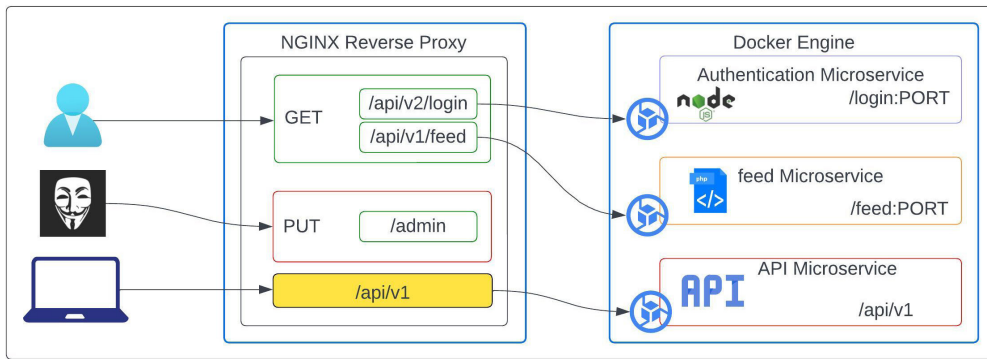 NGINX Reverse Proxy
GET
/api/v2/login
/api/v1/feed
PUT
/admin
/api/v1
Docker Engine
Authentication Microservice
node
JS
/login:PORT
php
</>
feed Microservice
/feed:PORT
API Microservice
API
/api/v1